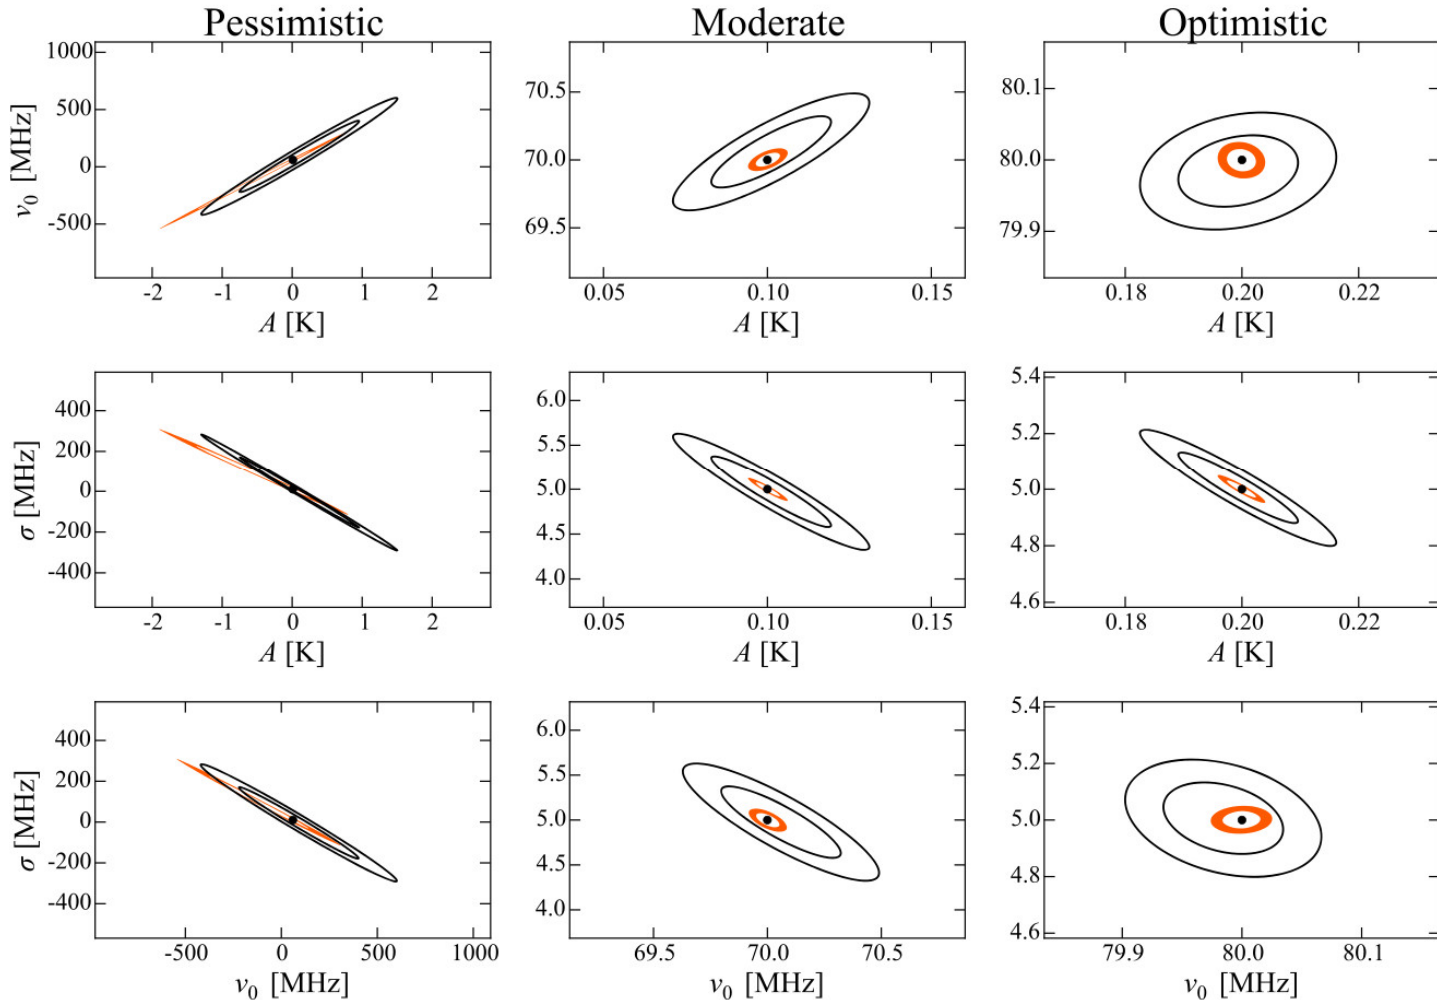 Pessimistic Moderate Optimistic
1000
500
0
-500
ν0 [MHz]
-2 -1 0 1 2
A [K]
70.5
70.0
69.5
0.05 0.10 0.15
A [K]
80.1
80.0
79.9
0.18 0.20 0.22
A [K]
400
200
0
-200
-400
σ [MHz]
-2 -1 0 1 2
A [K]
6.0
5.5
5.0
4.5
4.0
0.05 0.10 0.15
A [K]
5.4
5.2
5.0
4.8
4.6
0.18 0.20 0.22
A [K]
400
200
0
-200
-400
σ [MHz]
-500 0 500 1000
ν0 [MHz]
6.0
5.5
5.0
4.5
4.0
69.5 70.0 70.5
ν0 [MHz]
5.4
5.2
5.0
4.8
4.6
79.9 80.0 80.1
ν0 [MHz]